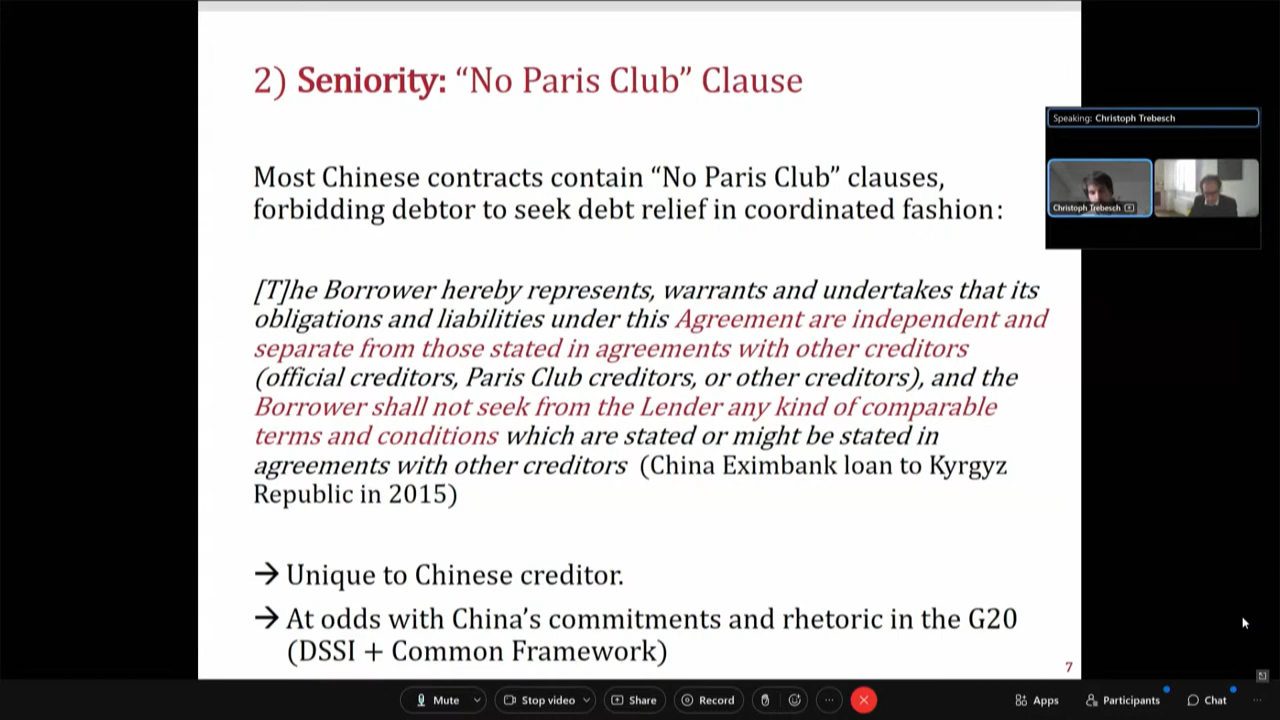 2) Seniority: “No Paris Club” Clause
Most Chinese contracts contain “No Paris Club” clauses,
forbidding debtor to seek debt relief in coordinated fashion:
[T]he Borrower hereby represents, warrants and undertakes that its
obligations and liabilities under this Agreement are independent and
separate from those stated in agreements with other creditors
(official creditors, Paris Club creditors, or other creditors), and the
Borrower shall not seek from the Lender any kind of comparable
terms and conditions which are stated or might be stated in
agreements with other creditors (China Eximbank loan to Kyrgyz
Republic in 2015)
→ Unique to Chinese creditor.
→ At odds with China’s commitments and rhetoric in the G20
(DSSI + Common Framework)
7
Speaking: Christoph Trebesch
Christoph Trebesch
Mute
Stop video
Share
Record
Apps
Participants
Chat